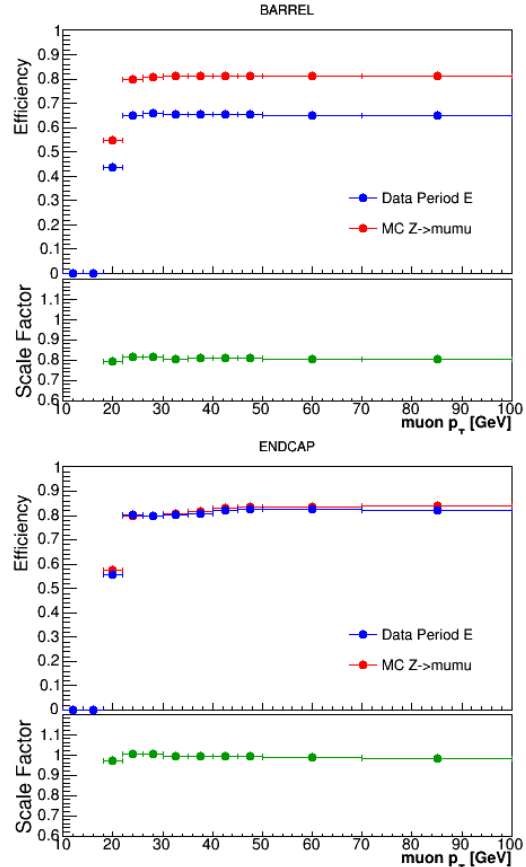 BARREL
Efficiency
1
0.9
0.8
0.7
0.6
0.5
0.4
0.3
0.2
0.1
0
Data Period E
MC Z->mumu
Scale Factor
1.1
1
0.9
0.8
0.7
0.6
10 20 30 40 50 60 70 80 90 100
muon p_T [GeV]
ENDCAP
Efficiency
1
0.9
0.8
0.7
0.6
0.5
0.4
0.3
0.2
0.1
0
Data Period E
MC Z->mumu
Scale Factor
1.1
1
0.9
0.8
0.7
0.6
10 20 30 40 50 60 70 80 90 100
muon p_T [GeV]